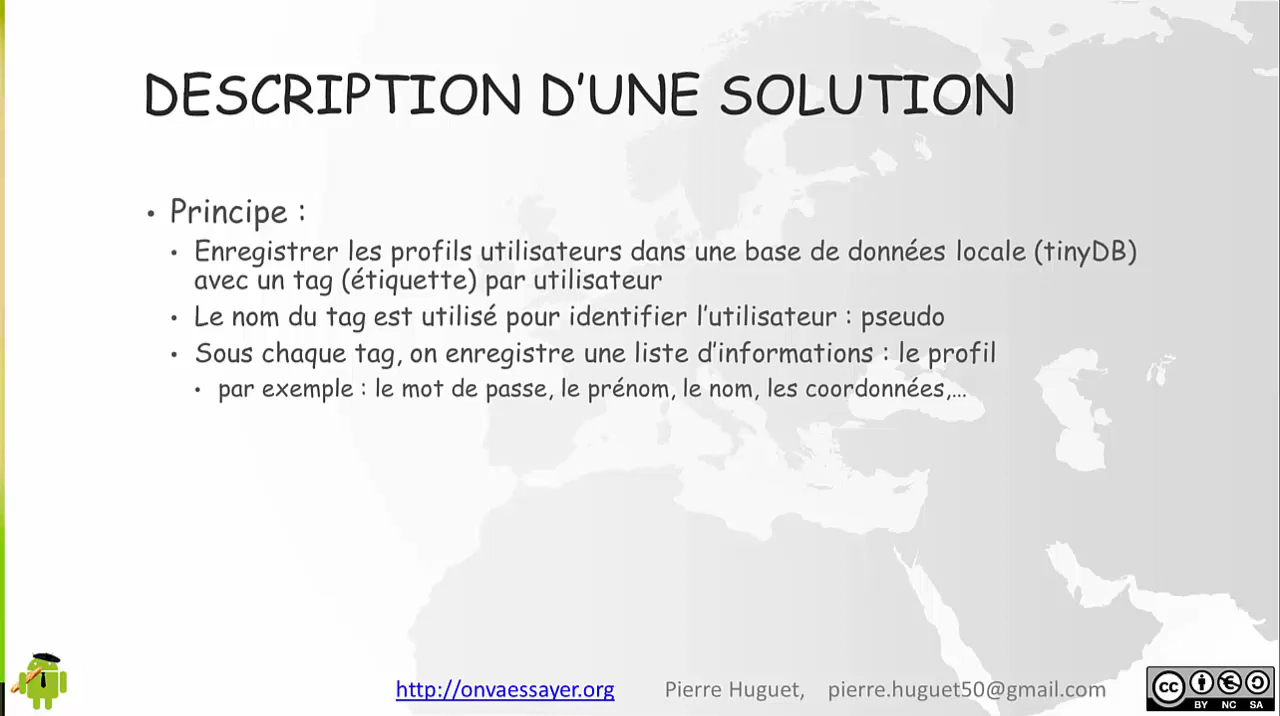 DESCRIPTION D'UNE SOLUTION
• Principe :
• Enregistrer les profils utilisateurs dans une base de données locale (tinyDB)
avec un tag (étiquette) par utilisateur
• Le nom du tag est utilisé pour identifier l'utilisateur : pseudo
• Sous chaque tag, on enregistre une liste d'informations : le profil
• par exemple : le mot de passe, le prénom, le nom, les coordonnées,...
http://onvaessayer.org Pierre Huguet, pierre.huguet50@gmail.com
cc BY NC SA